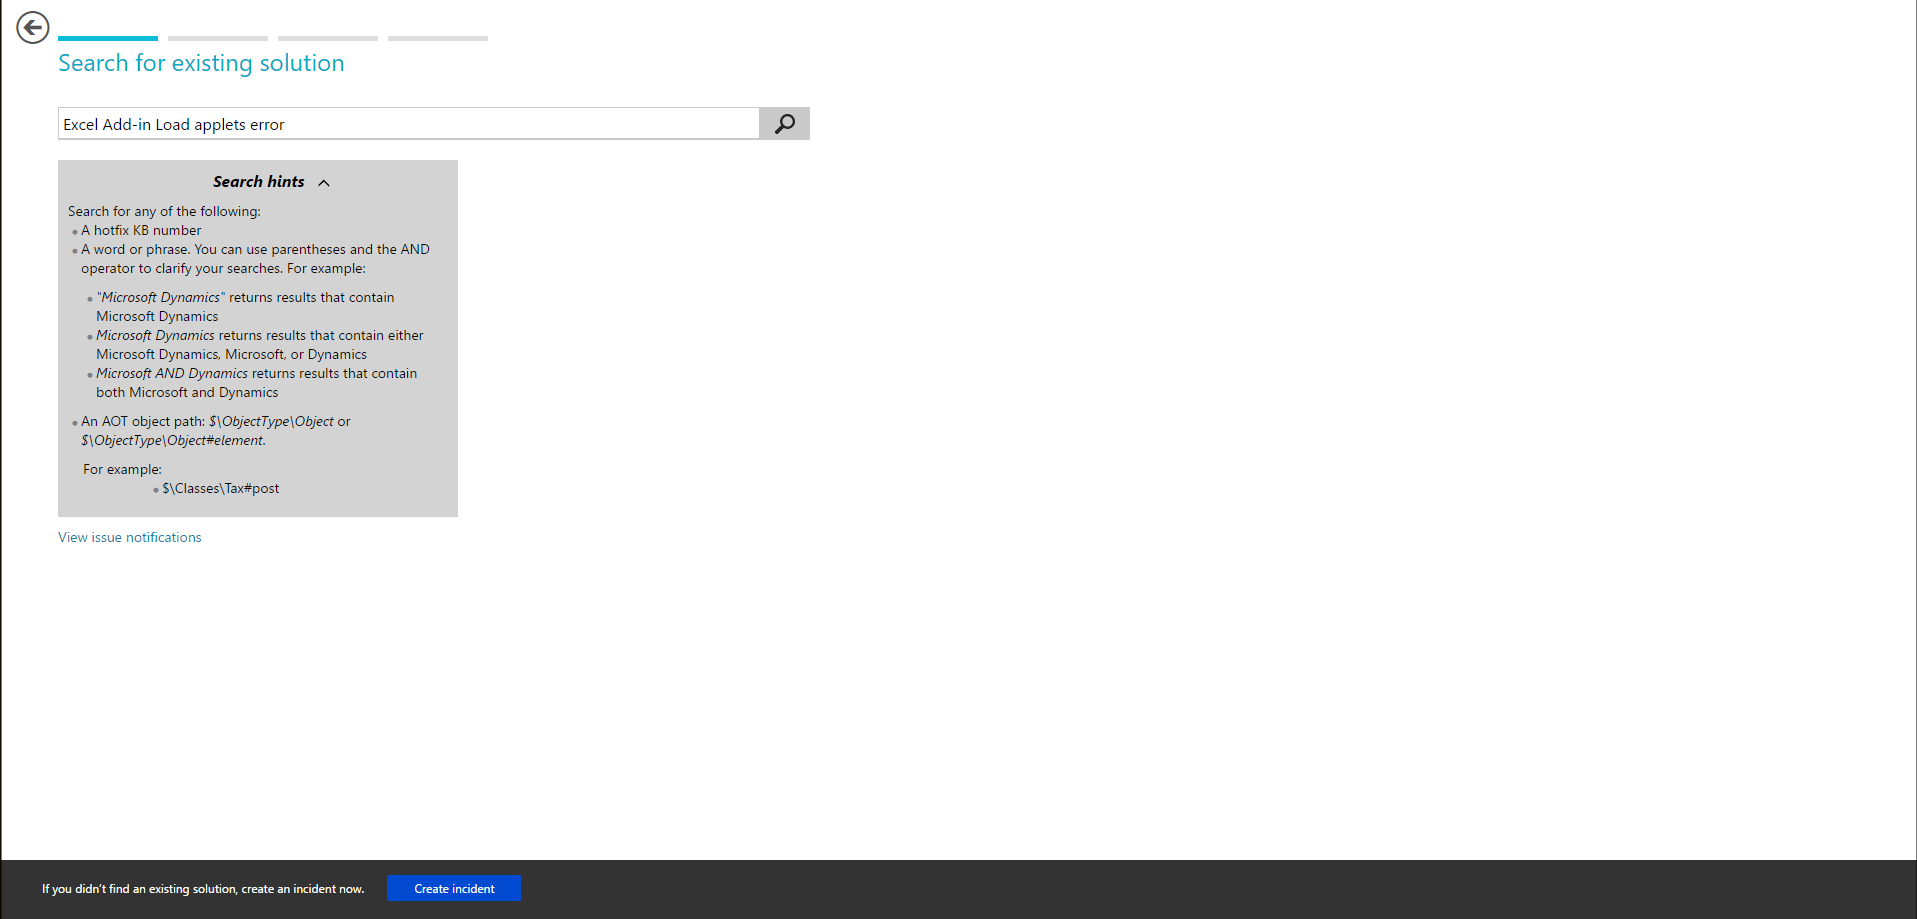 Search for existing solution
Excel Add-in Load applets error
Search hints
Search for any of the following:
A hotfix KB number
A word or phrase. You can use parentheses and the AND
operator to clarify your searches. For example:
"Microsoft Dynamics" returns results that contain
Microsoft Dynamics
Microsoft Dynamics returns results that contain either
Microsoft Dynamics, Microsoft, or Dynamics
Microsoft AND Dynamics returns results that contain
both Microsoft and Dynamics
An AOT object path: $\ObjectType\Object or
$\ObjectType\Object#element.
For example:
$\Classes\Tax#post
View issue notifications
If you didn't find an existing solution, create an incident now.
Create incident